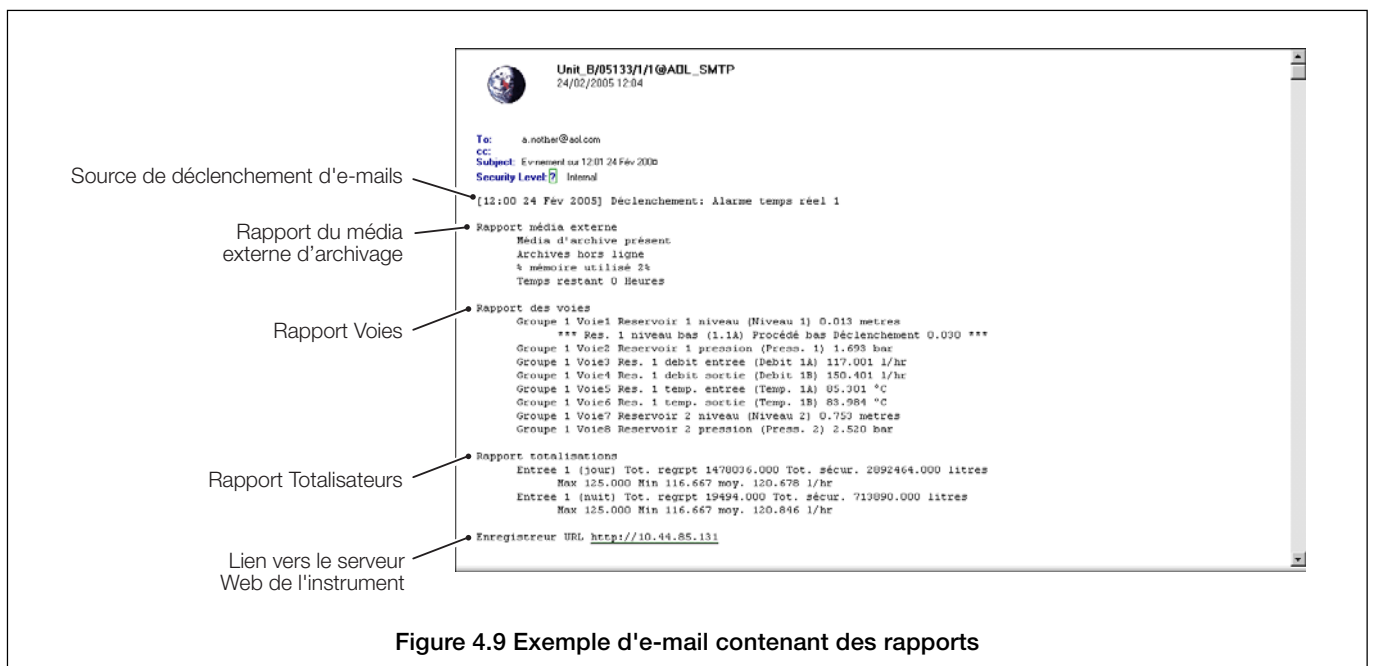 Unit_B/05133/1/1@AOL_SMTP
24/02/2005 12:04
To: a.nother@aol.com
cc:
Subject: Ev-nement sur 12:01 24 Fév 2005
Security Level: ? Internal
Source de déclenchement d'e-mails
[12:00 24 Fév 2005] Déclenchement: Alarme temps réel 1
Rapport du média
externe d'archivage
Rapport média externe
Média d'archive présent
Archives hors ligne
% mémoire utilisé 2%
Temps restant 0 Heures
Rapport Voies
Rapport des voies
Groupe 1 Voie1 Reservoir 1 niveau (Niveau 1) 0.013 metres
*** Res. 1 niveau bas (1.1A) Procédé bas Déclenchement 0.030 ***
Groupe 1 Voie2 Reservoir 1 pression (Press. 1) 1.693 bar
Groupe 1 Voie3 Res. 1 debit entree (Debit 1A) 117.001 l/hr
Groupe 1 Voie4 Res. 1 debit sortie (Debit 1B) 150.401 l/hr
Groupe 1 Voie5 Res. 1 temp. entree (Temp. 1A) 85.301 °C
Groupe 1 Voie6 Res. 1 temp. sortie (Temp. 1B) 83.984 °C
Groupe 1 Voie7 Reservoir 2 niveau (Niveau 2) 0.753 metres
Groupe 1 Voie8 Reservoir 2 pression (Press. 2) 2.520 bar
Rapport Totalisateurs
Rapport totalisations
Entree 1 (jour) Tot. regrpt 1478036.000 Tot. sécur. 2892464.000 litres
Max 125.000 Min 116.667 moy. 120.678 l/hr
Entree 1 (nuit) Tot. regrpt 19494.000 Tot. sécur. 713890.000 litres
Max 125.000 Min 116.667 moy. 120.846 l/hr
Lien vers le serveur
Web de l'instrument
Enregistreur URL http://10.44.85.131
Figure 4.9 Exemple d'e-mail contenant des rapports